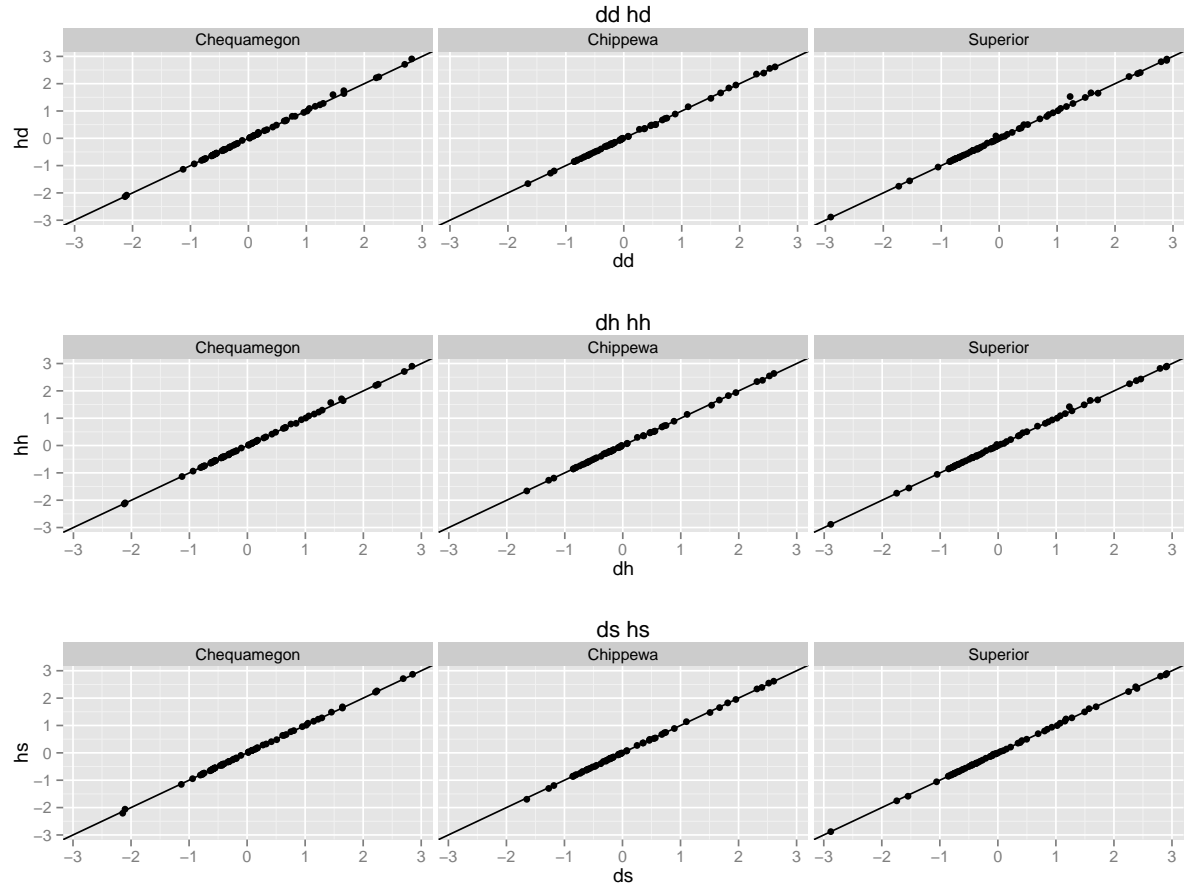 dd hd
Chequamegon Chippewa Superior
3
2
1
0
−1
−2
−3
hd
−3 −2 −1 0 1 2 3 −3 −2 −1 0 1 2 3 −3 −2 −1 0 1 2 3
dd
dh hh
Chequamegon Chippewa Superior
3
2
1
0
−1
−2
−3
hh
−3 −2 −1 0 1 2 3 −3 −2 −1 0 1 2 3 −3 −2 −1 0 1 2 3
dh
ds hs
Chequamegon Chippewa Superior
3
2
1
0
−1
−2
−3
hs
−3 −2 −1 0 1 2 3 −3 −2 −1 0 1 2 3 −3 −2 −1 0 1 2 3
ds